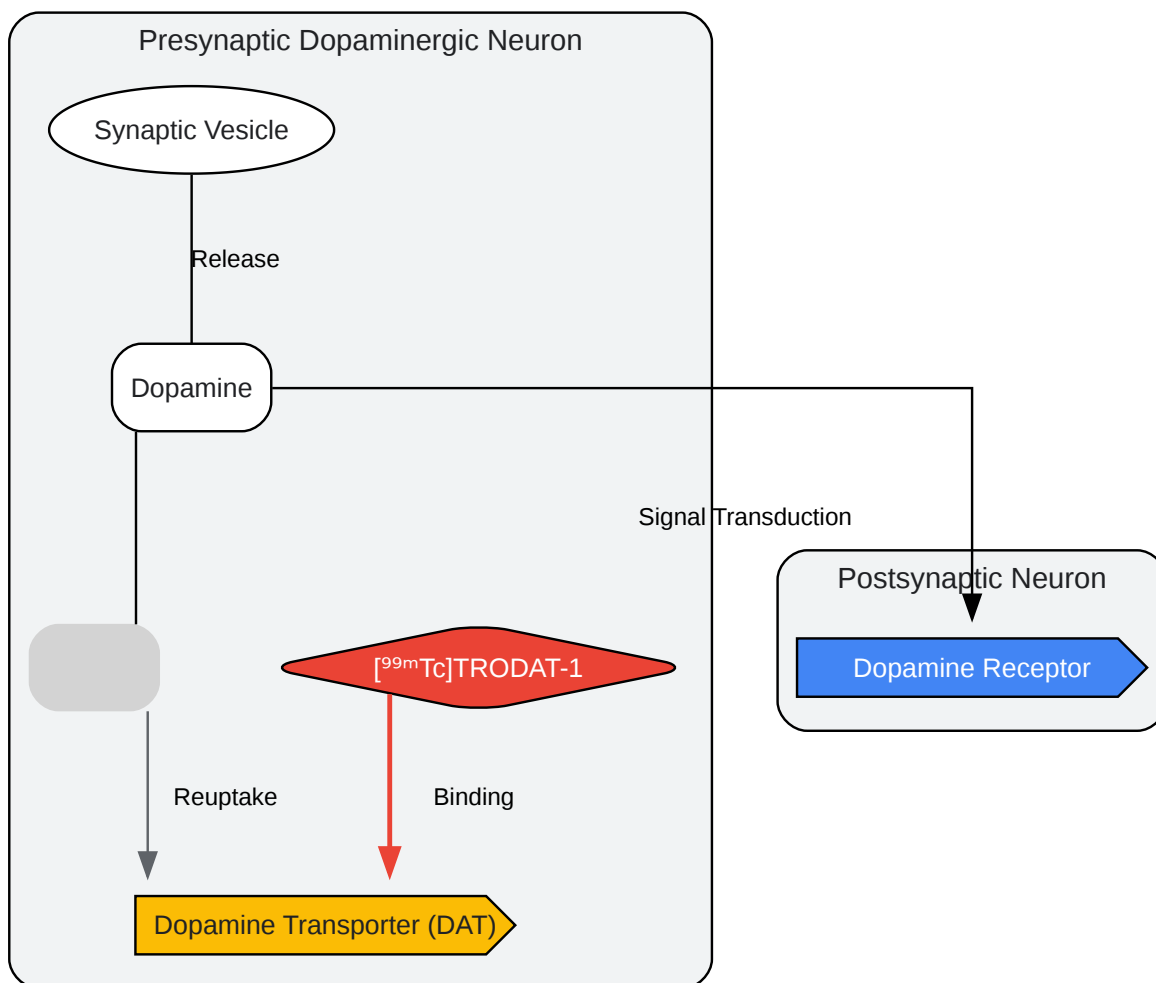 Presynaptic Dopaminergic Neuron
Synaptic Vesicle
Release
Dopamine
Signal Transduction
Postsynaptic Neuron
[⁹⁹ᵐTc]TRODAT-1
Dopamine Receptor
Reuptake
Binding
Dopamine Transporter (DAT)